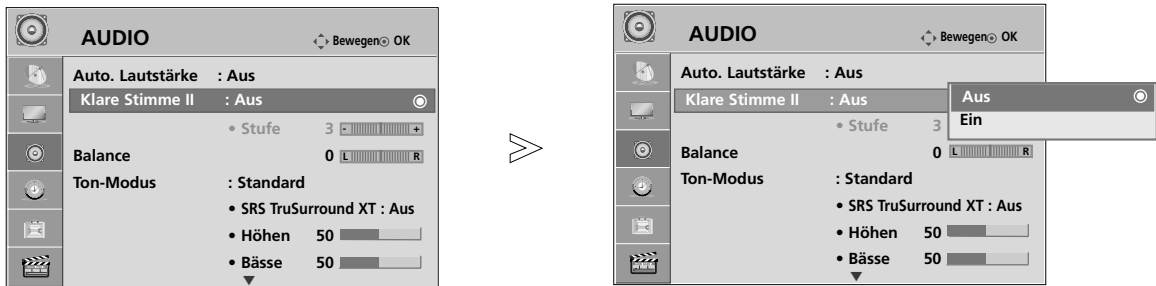 AUDIO
Bewegen OK
Auto. Lautstärke : Aus
Klare Stimme II : Aus
• Stufe 3 - +
Balance 0 L R
Ton-Modus : Standard
• SRS TruSurround XT : Aus
• Höhen 50
• Bässe 50
AUDIO
Bewegen OK
Auto. Lautstärke : Aus
Klare Stimme II : Aus
Aus
Ein
• Stufe 3
Balance 0 L R
Ton-Modus : Standard
• SRS TruSurround XT : Aus
• Höhen 50
• Bässe 50